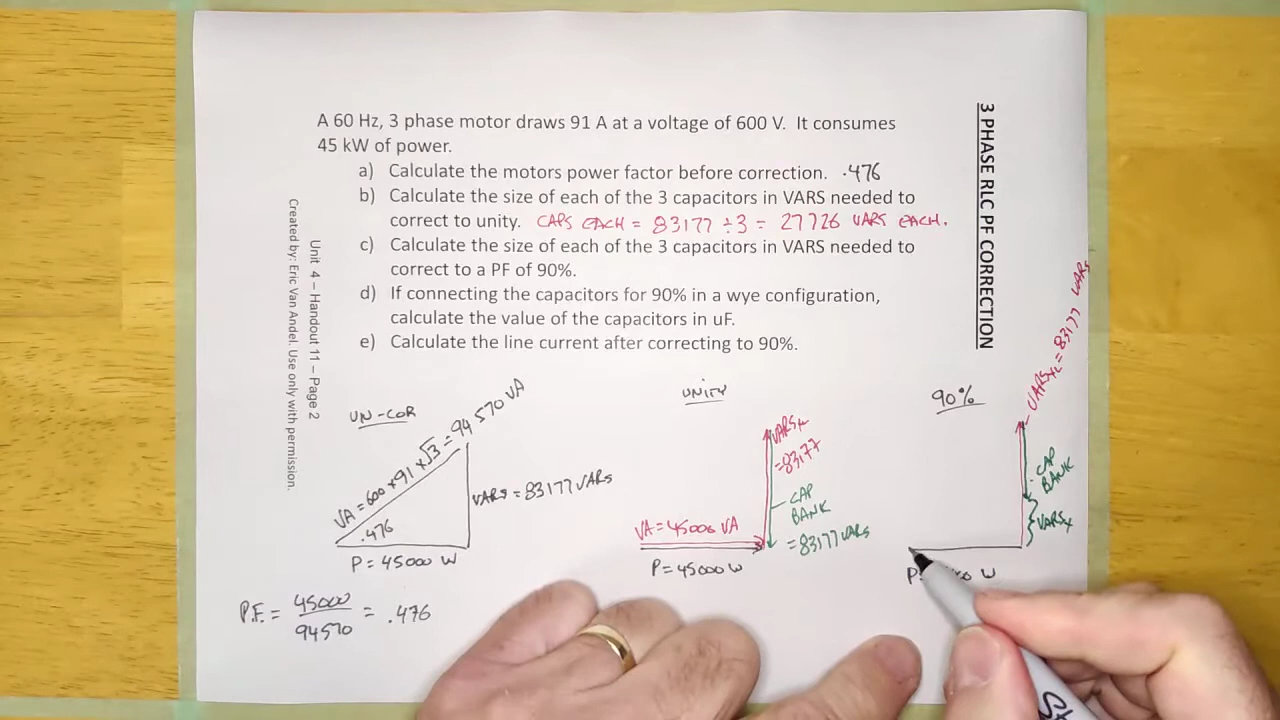 3 PHASE RLC PF CORRECTION
A 60 Hz, 3 phase motor draws 91 A at a voltage of 600 V. It consumes
45 kW of power.
a) Calculate the motors power factor before correction. .476
b) Calculate the size of each of the 3 capacitors in VARS needed to
correct to unity. CAPS EACH = 83177 ÷ 3 = 27726 VARS EACH.
c) Calculate the size of each of the 3 capacitors in VARS needed to
correct to a PF of 90%.
d) If connecting the capacitors for 90% in a wye configuration,
calculate the value of the capacitors in uF.
e) Calculate the line current after correcting to 90%.
Unit 4 – Handout 11 – Page 2
Created by: Eric Van Andel. Use only with permission.
UN-COR
VA = 600 × 91 × √3 = 94570 VA
.476
VARS = 83177 VARS
P = 45000 W
P.F. = 45000 / 94570 = .476
UNITY
VARS
= 83177
CAP
BANK
= 83177 VARS
VA = 45000 VA
P = 45000 W
90%
VARS XL = 83177 VARS
CAP
BANK
VARS
W